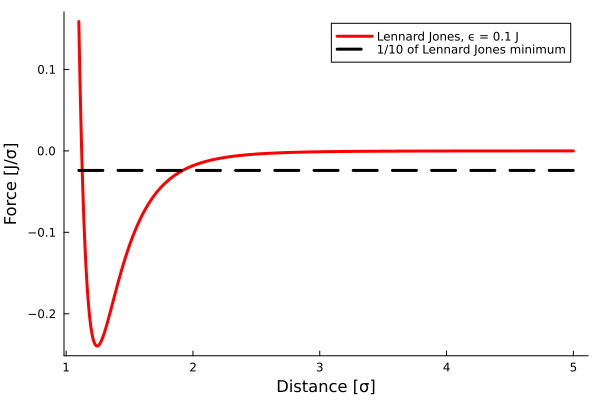 Lennard Jones, ϵ = 0.1 J
1/10 of Lennard Jones minimum
0.1
0.0
−0.1
−0.2
Force [J/σ]
1 2 3 4 5
Distance [σ]